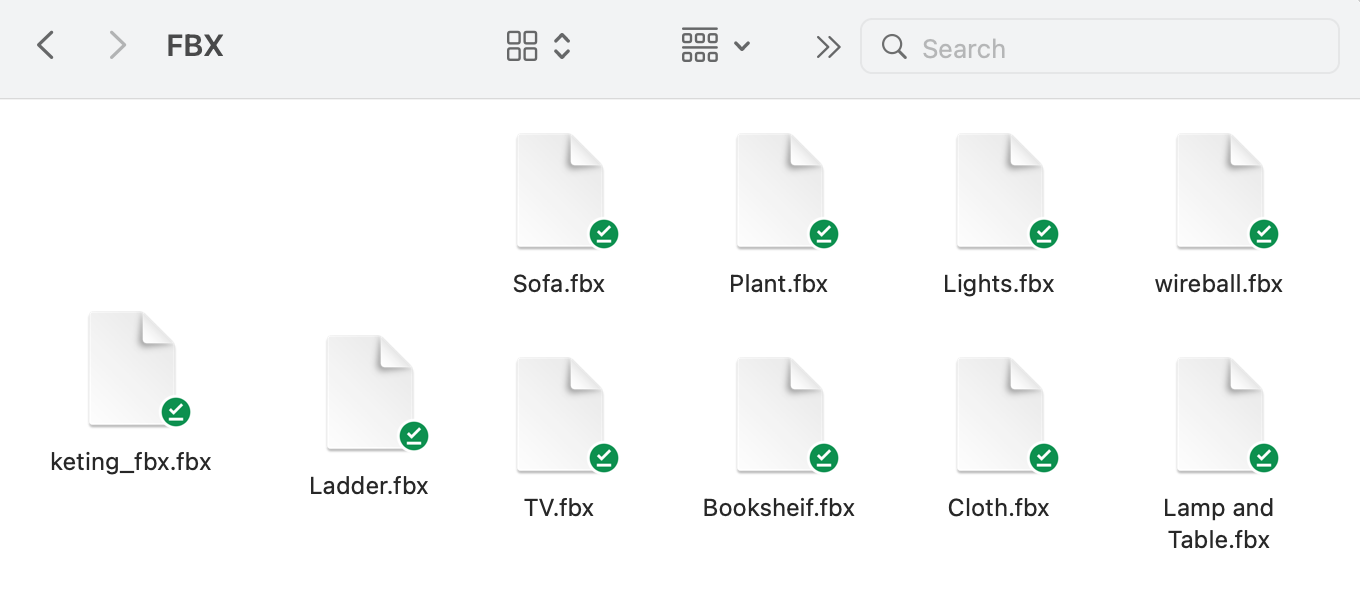 FBX
Search
Sofa.fbx
Plant.fbx
Lights.fbx
wireball.fbx
keting_fbx.fbx
Ladder.fbx
TV.fbx
Booksheif.fbx
Cloth.fbx
Lamp and
Table.fbx